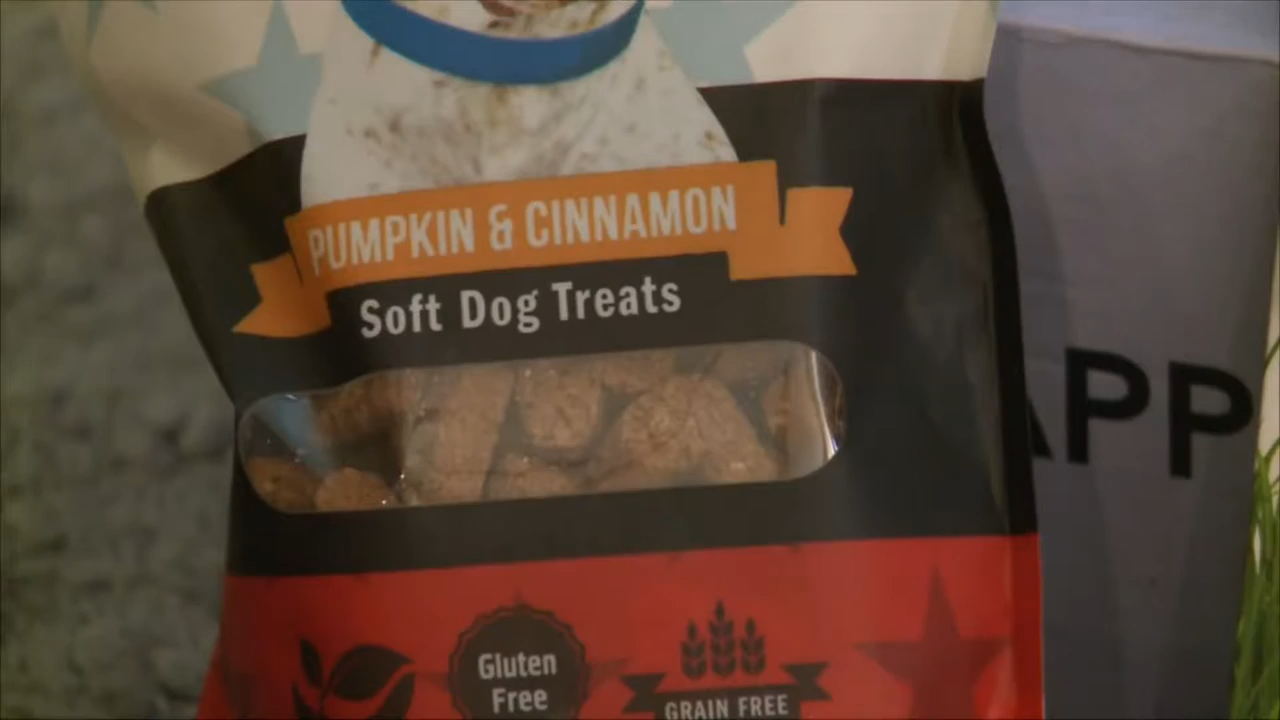 PUMPKIN & CINNAMON
Soft Dog Treats
APP
Gluten
Free
GRAIN FREE